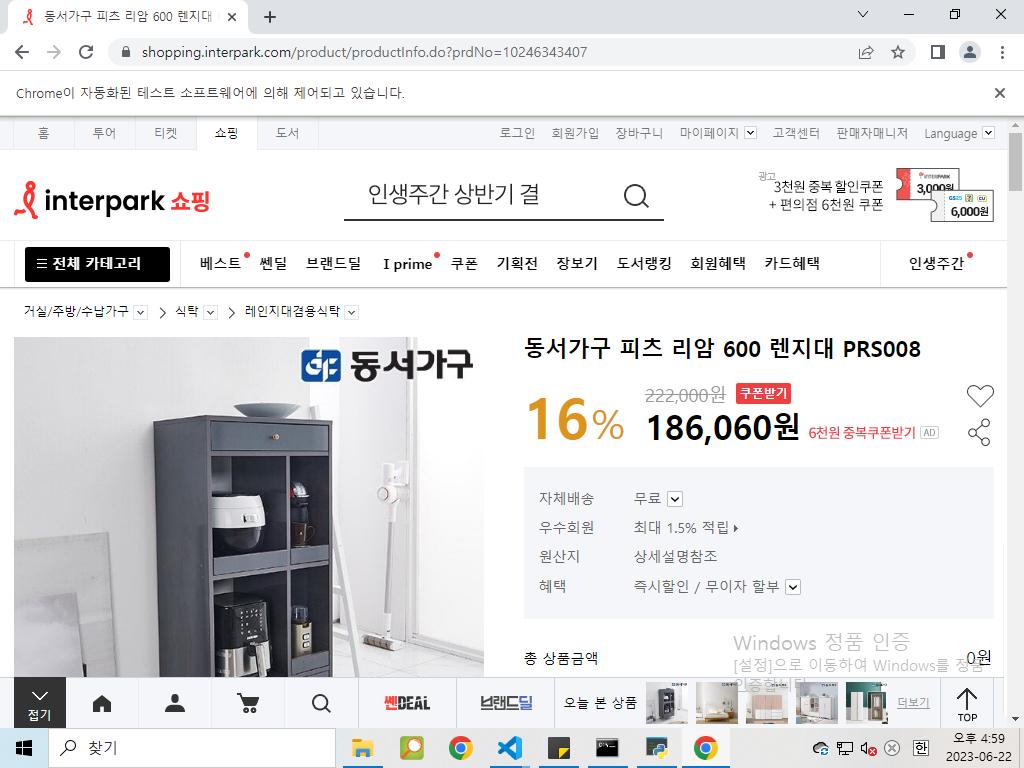 동서가구 피츠 리암 600 렌지대
shopping.interpark.com/product/productInfo.do?prdNo=10246343407
Chrome이 자동화된 테스트 소프트웨어에 의해 제어되고 있습니다.
홈 투어 티켓 쇼핑 도서 로그인 회원가입 장바구니 마이페이지 고객센터 판매자매니저 Language
interpark 쇼핑
인생주간 상반기 결
광고
3천원 중복 할인쿠폰
+ 편의점 6천원 쿠폰
INTERPARK
3,000원
GS25 CU
6,000원
전체 카테고리 베스트 쎈딜 브랜드딜 I prime 쿠폰 기획전 장보기 도서랭킹 회원혜택 카드혜택 인생주간
거실/주방/수납가구 식탁 레인지대겸용식탁
동서가구
동서가구 피츠 리암 600 렌지대 PRS008
16%
222,000원 쿠폰받기
186,060원 6천원 중복쿠폰받기 AD
자체배송 무료
우수회원 최대 1.5% 적립
원산지 상세설명참조
혜택 즉시할인 / 무이자 할부
총 상품금액 0원
Windows 정품 인증
[설정]으로 이동하여 Windows를 정품
인증합니다.
접기
쎈DEAL
브랜드딜
오늘 본 상품
더보기
TOP
찾기
한
오후 4:59
2023-06-22